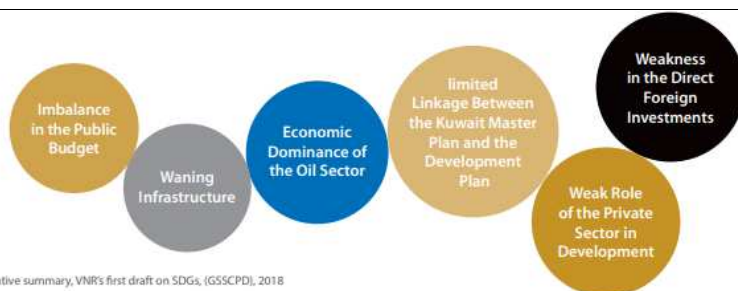 Imbalance
in the Public
Budget
Waning
Infrastructure
Economic
Dominance of
the Oil Sector
limited
Linkage Between
the Kuwait Master
Plan and the
Development
Plan
Weak Role
of the Private
Sector in
Development
Weakness
in the Direct
Foreign
Investments
summary, VNR's first draft on SDGs, (GSSCPD), 2018